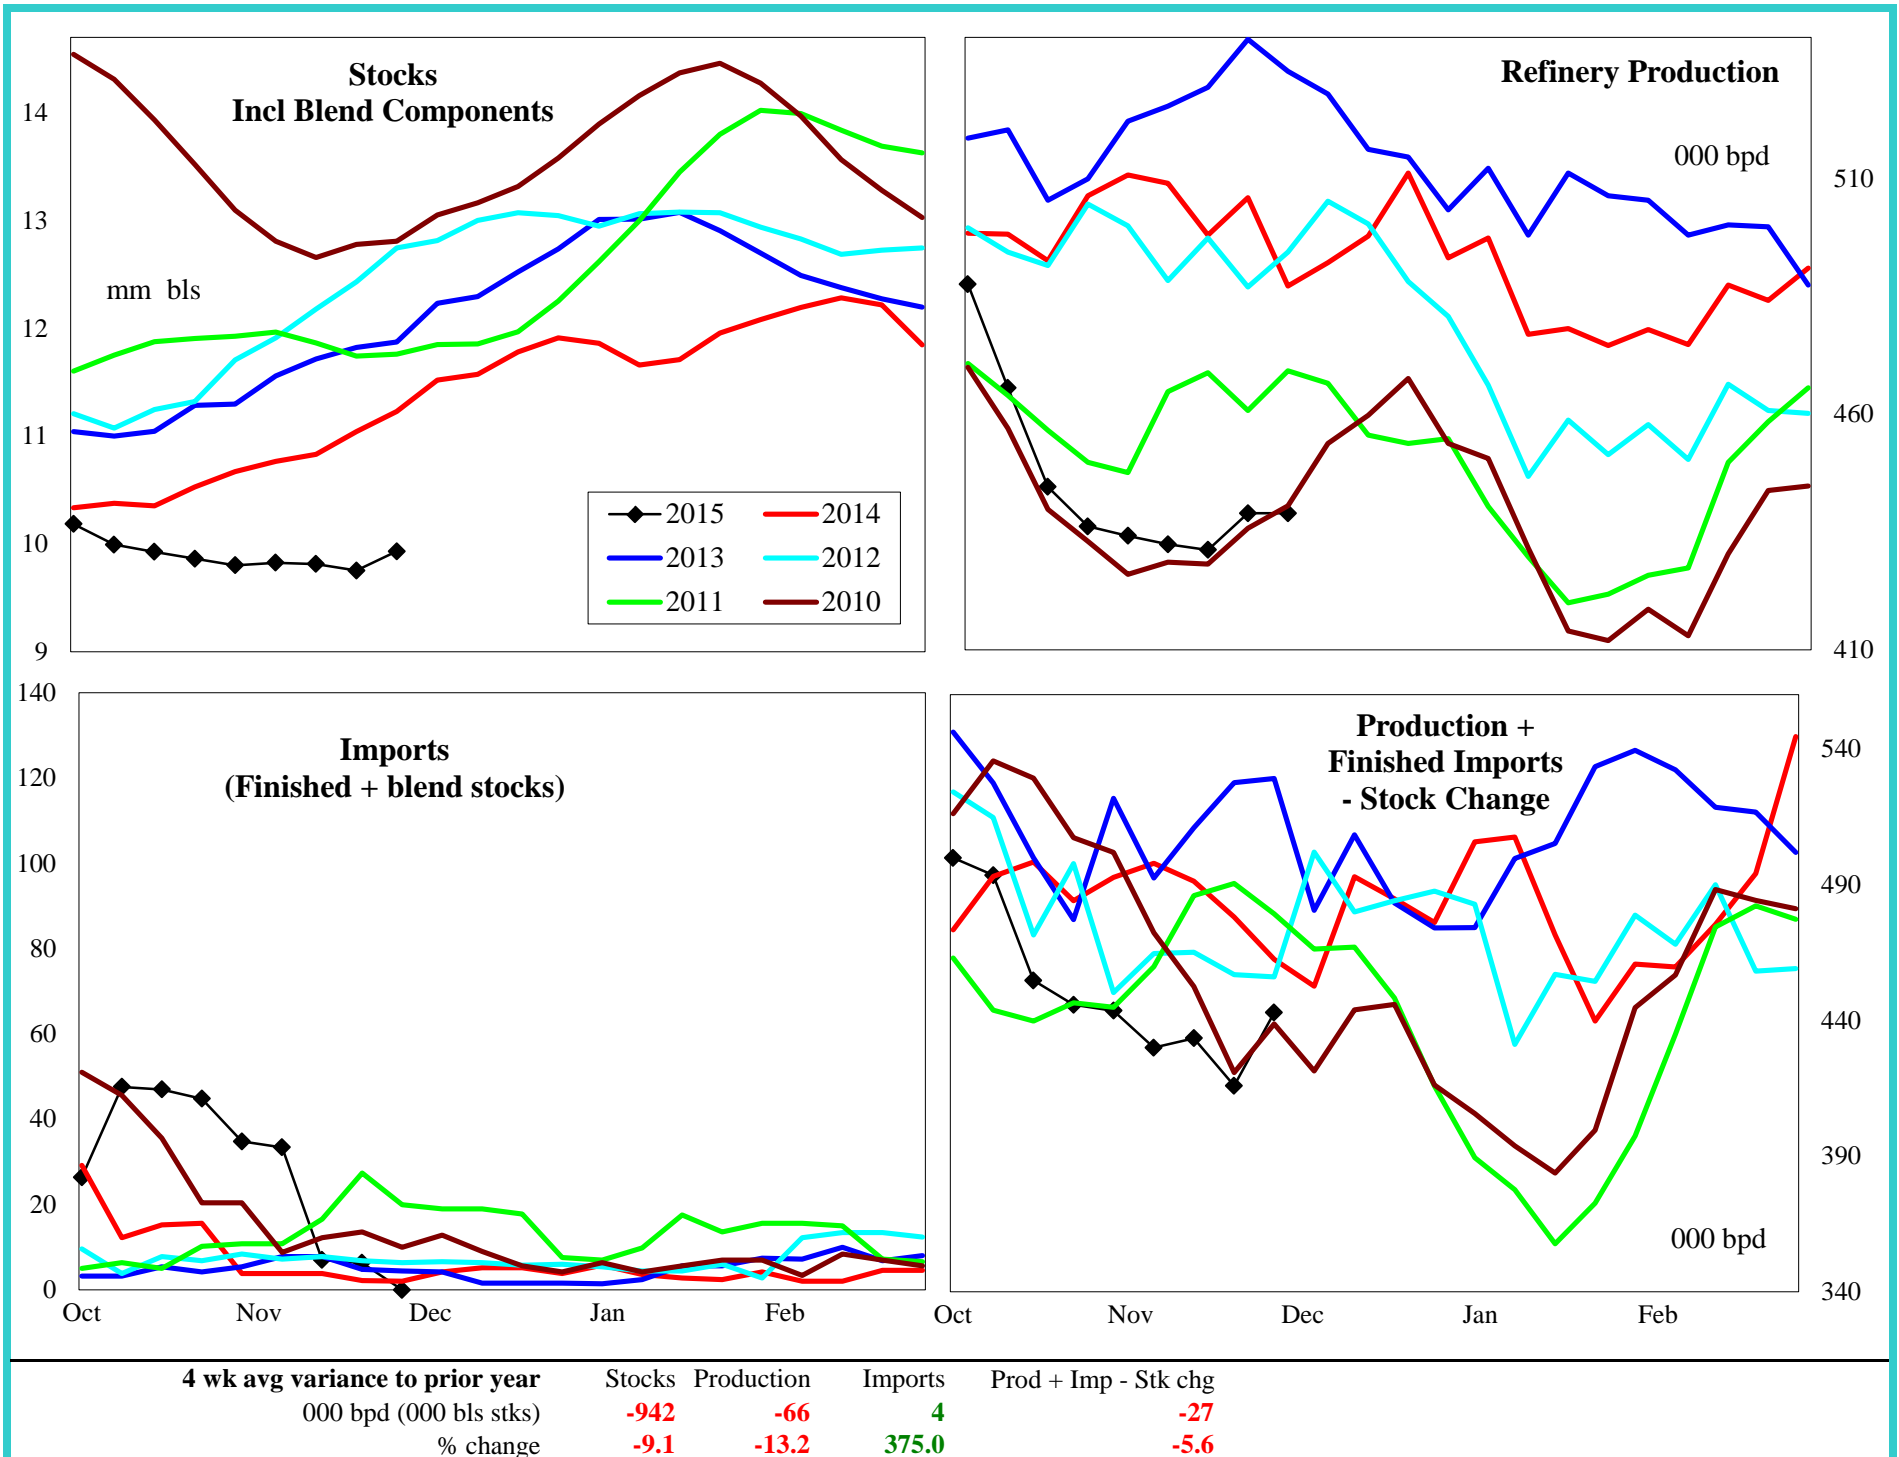 Stocks
Incl Blend Components
mm bls
14
13
12
11
10
9
2015
2014
2013
2012
2011
2010
Refinery Production
000 bpd
510
460
410
Imports
(Finished + blend stocks)
140
120
100
80
60
40
20
0
Oct Nov Dec Jan Feb
Production +
Finished Imports
- Stock Change
540
490
440
390
340
000 bpd
Oct Nov Dec Jan Feb
4 wk avg variance to prior year Stocks Production Imports Prod + Imp - Stk chg
000 bpd (000 bls stks) -942 -66 4 -27
% change -9.1 -13.2 375.0 -5.6